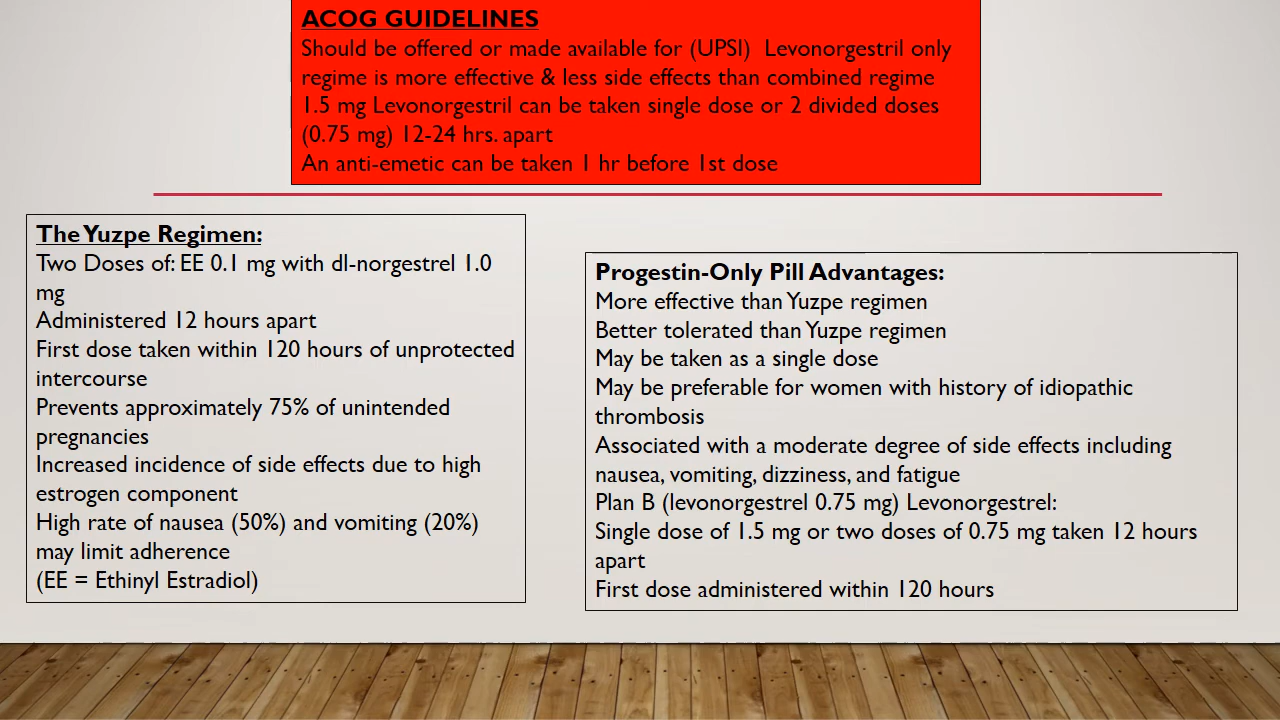 ACOG GUIDELINES
Should be offered or made available for (UPSI)  Levonorgestril only
regime is more effective & less side effects than combined regime
1.5 mg Levonorgestril can be taken single dose or 2 divided doses
(0.75 mg) 12-24 hrs. apart
An anti-emetic can be taken 1 hr before 1st dose
The Yuzpe Regimen:
Two Doses of: EE 0.1 mg with dl-norgestrel 1.0
mg
Administered 12 hours apart
First dose taken within 120 hours of unprotected
intercourse
Prevents approximately 75% of unintended
pregnancies
Increased incidence of side effects due to high
estrogen component
High rate of nausea (50%) and vomiting (20%)
may limit adherence
(EE = Ethinyl Estradiol)
Progestin-Only Pill Advantages:
More effective than Yuzpe regimen
Better tolerated than Yuzpe regimen
May be taken as a single dose
May be preferable for women with history of idiopathic
thrombosis
Associated with a moderate degree of side effects including
nausea, vomiting, dizziness, and fatigue
Plan B (levonorgestrel 0.75 mg) Levonorgestrel:
Single dose of 1.5 mg or two doses of 0.75 mg taken 12 hours
apart
First dose administered within 120 hours